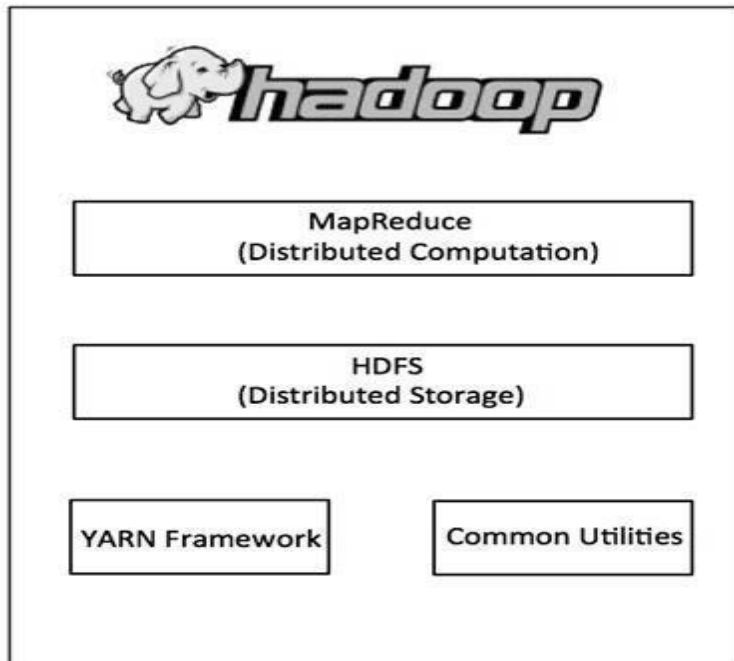 hadoop
MapReduce
(Distributed Computation)
HDFS
(Distributed Storage)
YARN Framework
Common Utilities